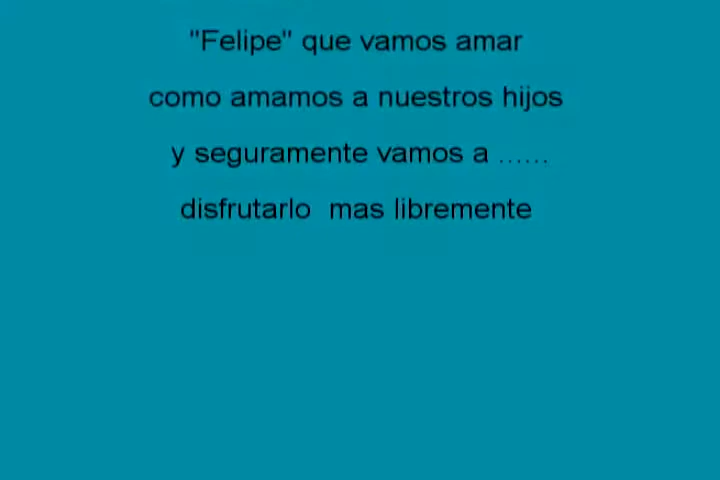 "Felipe" que vamos amar
como amamos a nuestros hijos
y seguramente vamos a ......
disfrutarlo  mas libremente